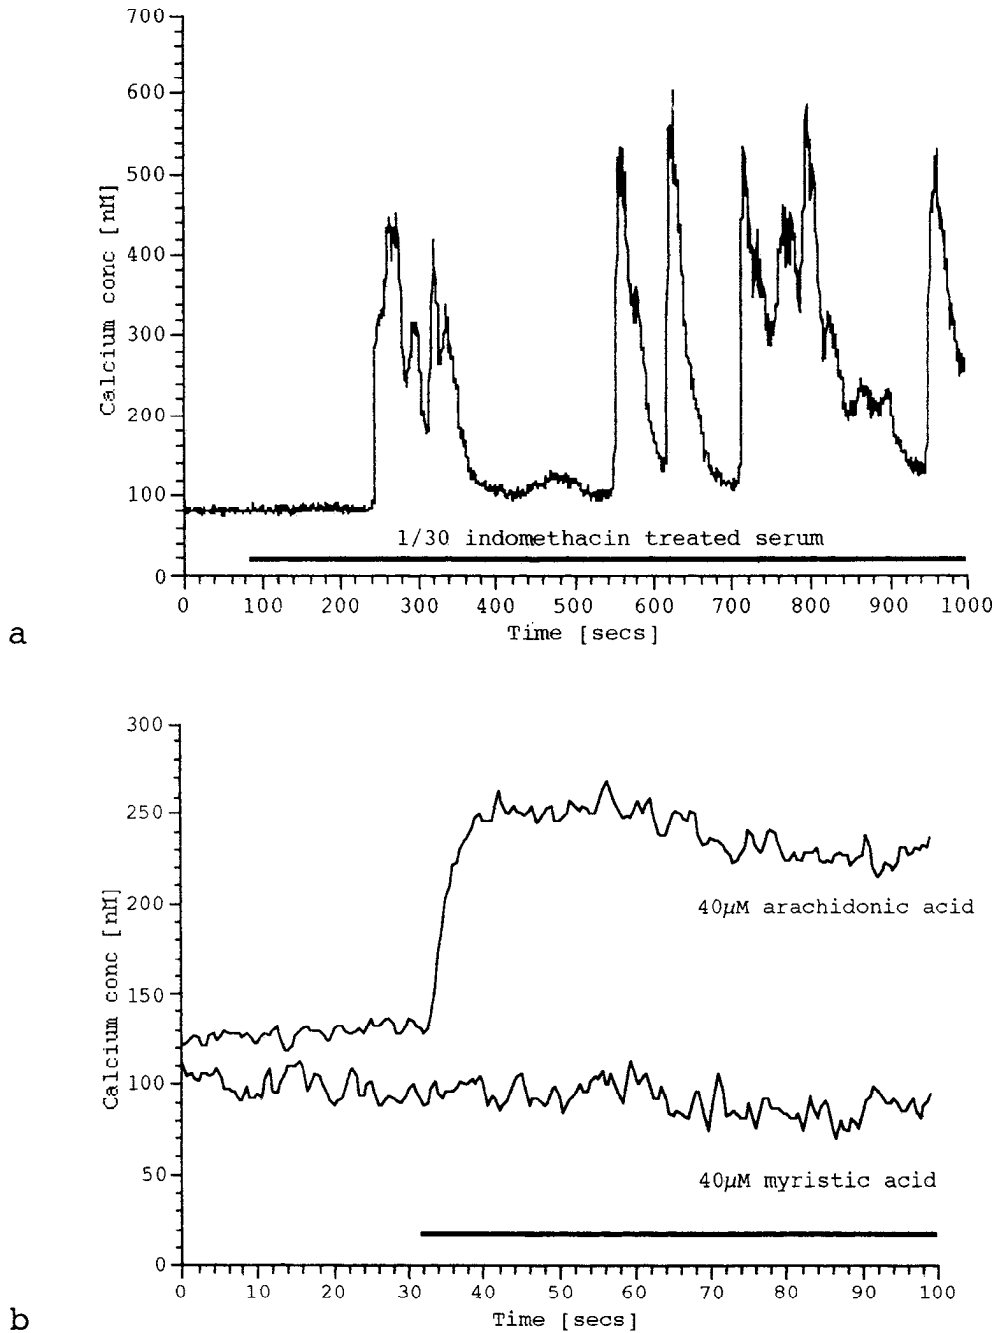 700
600
500
400
300
200
100
0
Calcium conc [nM]
1/30 indomethacin treated serum
0 100 200 300 400 500 600 700 800 900 1000
Time [secs]
a
300
250
200
150
100
50
0
Calcium conc [nM]
40µM arachidonic acid
40µM myristic acid
0 10 20 30 40 50 60 70 80 90 100
Time [secs]
b